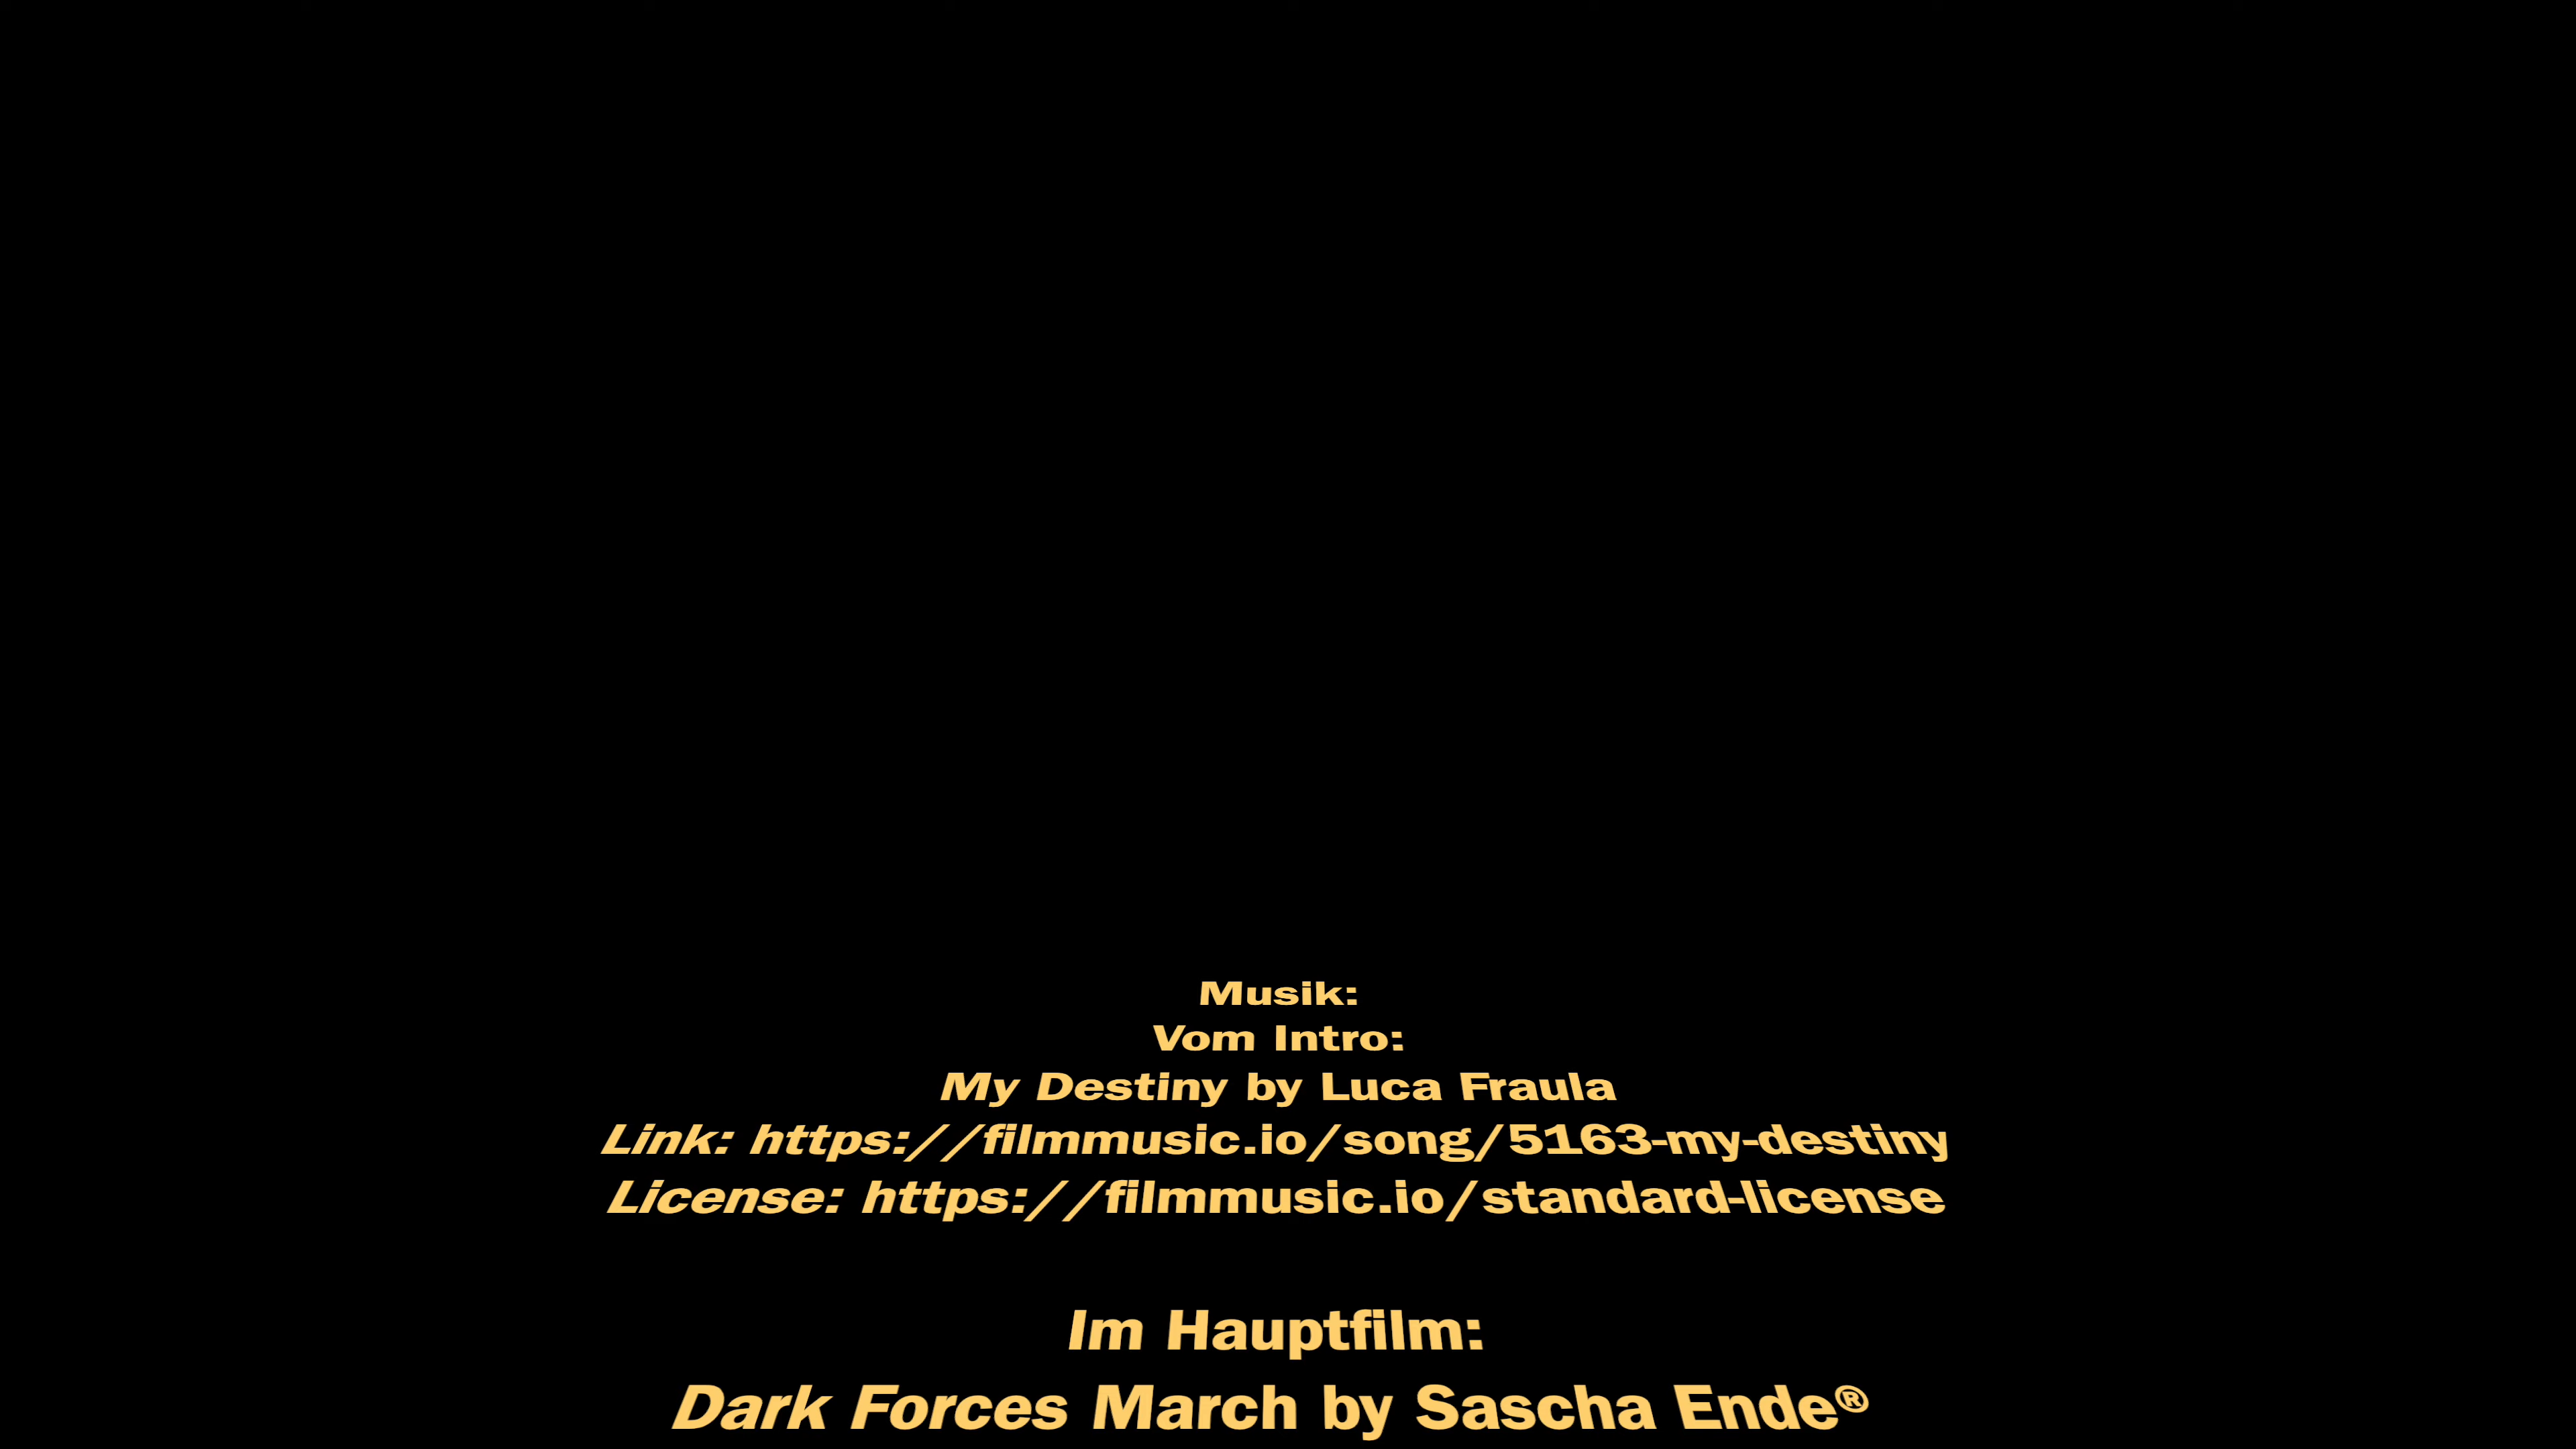 Musik:
Vom Intro:
My Destiny by Luca Fraula
Link: https://filmmusic.io/song/5163-my-destiny
License: https://filmmusic.io/standard-license
Im Hauptfilm:
Dark Forces March by Sascha Ende®